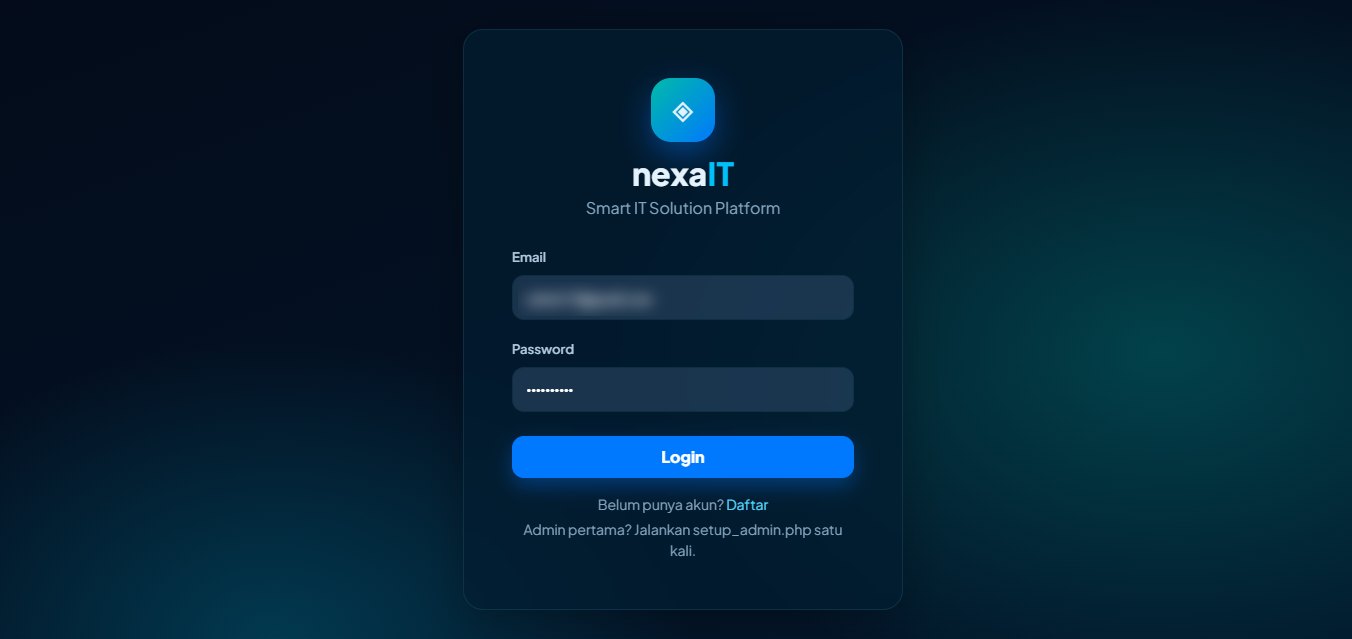 nexaIT
Smart IT Solution Platform
Email
Password
••••••••••
Login
Belum punya akun? Daftar
Admin pertama? Jalankan setup_admin.php satu
kali.